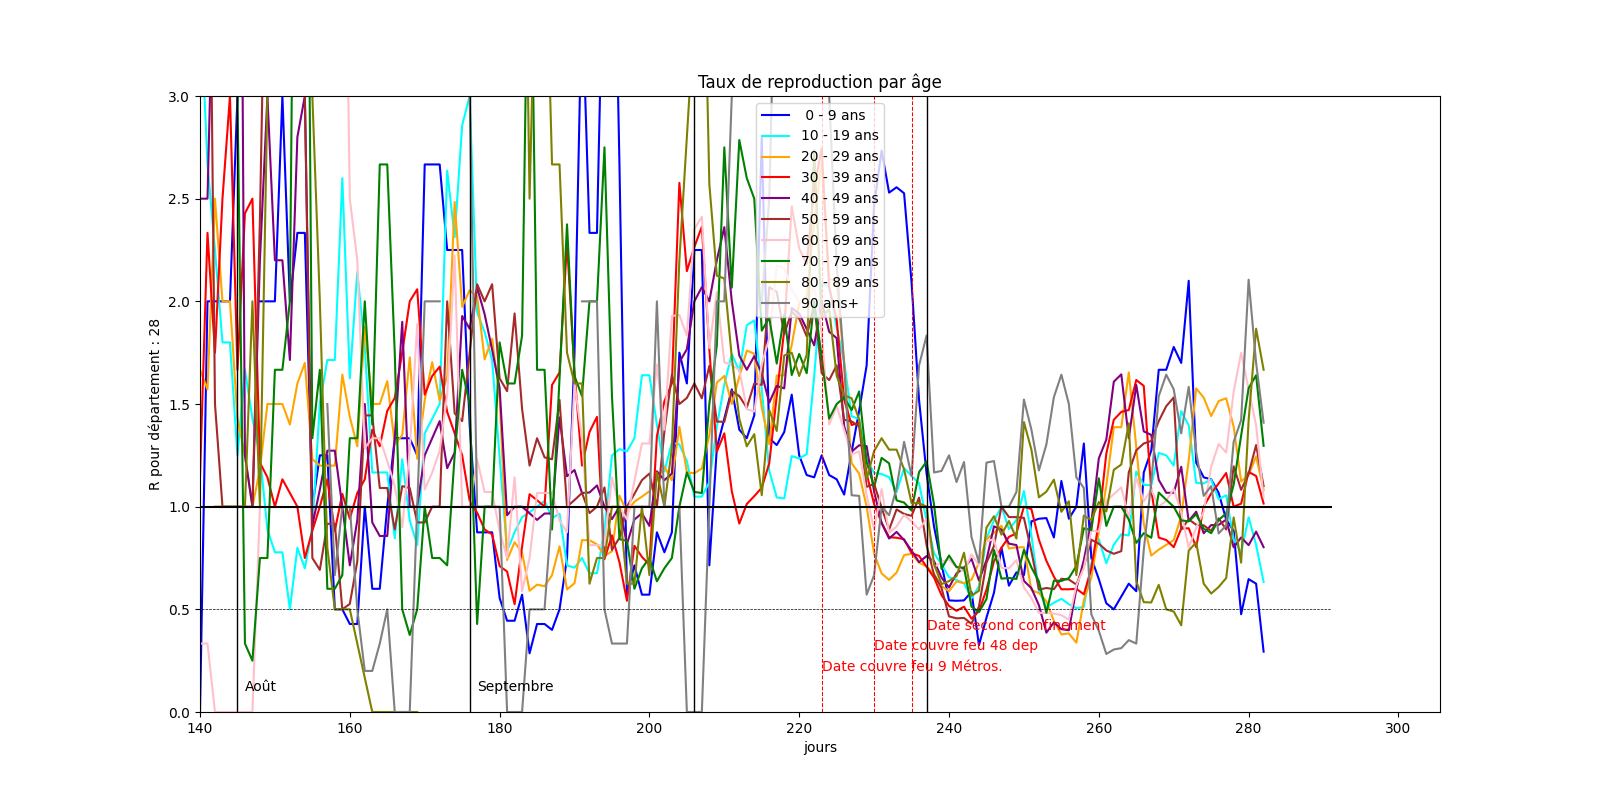 Taux de reproduction par âge
3.0
2.5
2.0
1.5
1.0
0.5
0.0
R pour département : 28
0 - 9 ans
10 - 19 ans
20 - 29 ans
30 - 39 ans
40 - 49 ans
50 - 59 ans
60 - 69 ans
70 - 79 ans
80 - 89 ans
90 ans+
Date second confinement
Date couvre feu 48 dep
Date couvre feu 9 Métros.
Août
Septembre
140
160
180
200
220
240
260
280
300
jours